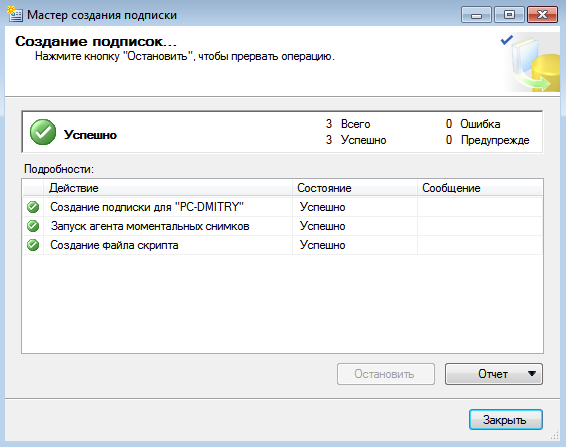 Мастер создания подписки
Создание подписок...
Нажмите кнопку "Остановить", чтобы прервать операцию.
Успешно
3 Всего 0 Ошибка
3 Успешно 0 Предупрежде
Подробности:
Действие Состояние Сообщение
Создание подписки для "PC-DMITRY" Успешно
Запуск агента моментальных снимков Успешно
Создание файла скрипта Успешно
Остановить Отчет
Закрыть